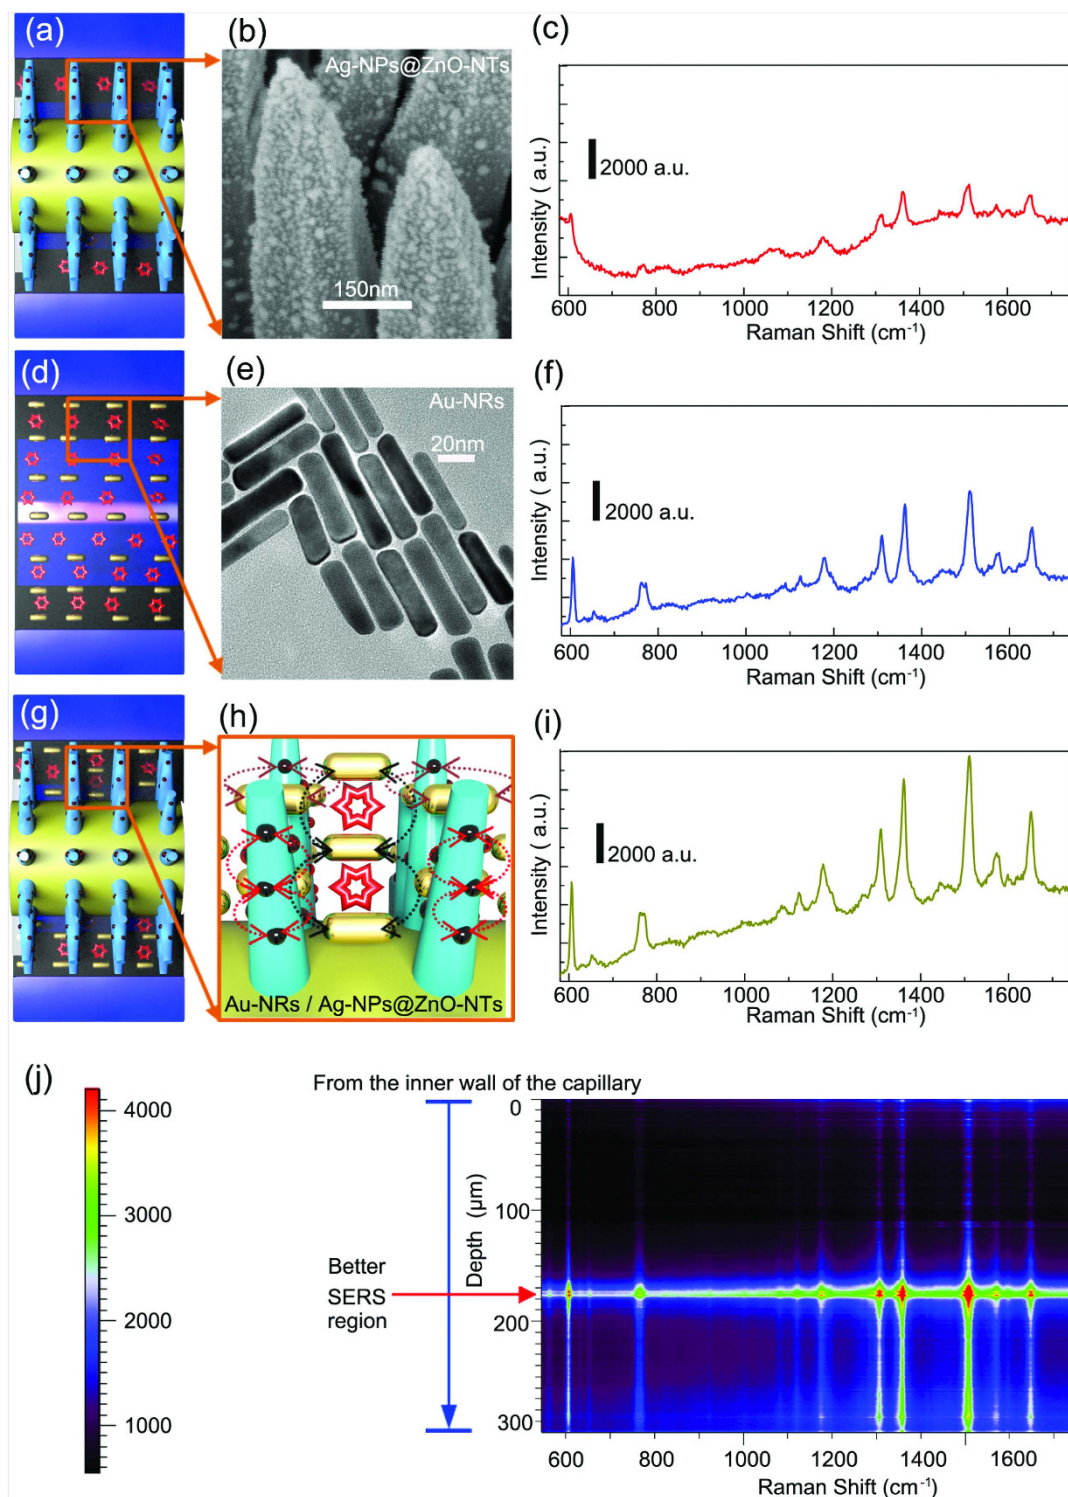 (a)
(b)
Ag-NPs@ZnO-NTs
150nm
(c)
Intensity ( a.u.)
2000 a.u.
600 800 1000 1200 1400 1600
Raman Shift (cm⁻¹)
(d)
(e)
Au-NRs
20nm
(f)
Intensity ( a.u.)
2000 a.u.
600 800 1000 1200 1400 1600
Raman Shift (cm⁻¹)
(g)
(h)
Au-NRs / Ag-NPs@ZnO-NTs
(i)
Intensity ( a.u.)
2000 a.u.
600 800 1000 1200 1400 1600
Raman Shift (cm⁻¹)
(j)
4000
3000
2000
1000
From the inner wall of the capillary
Better
SERS
region
Depth (μm)
0
100
200
300
600 800 1000 1200 1400 1600
Raman Shift (cm⁻¹)